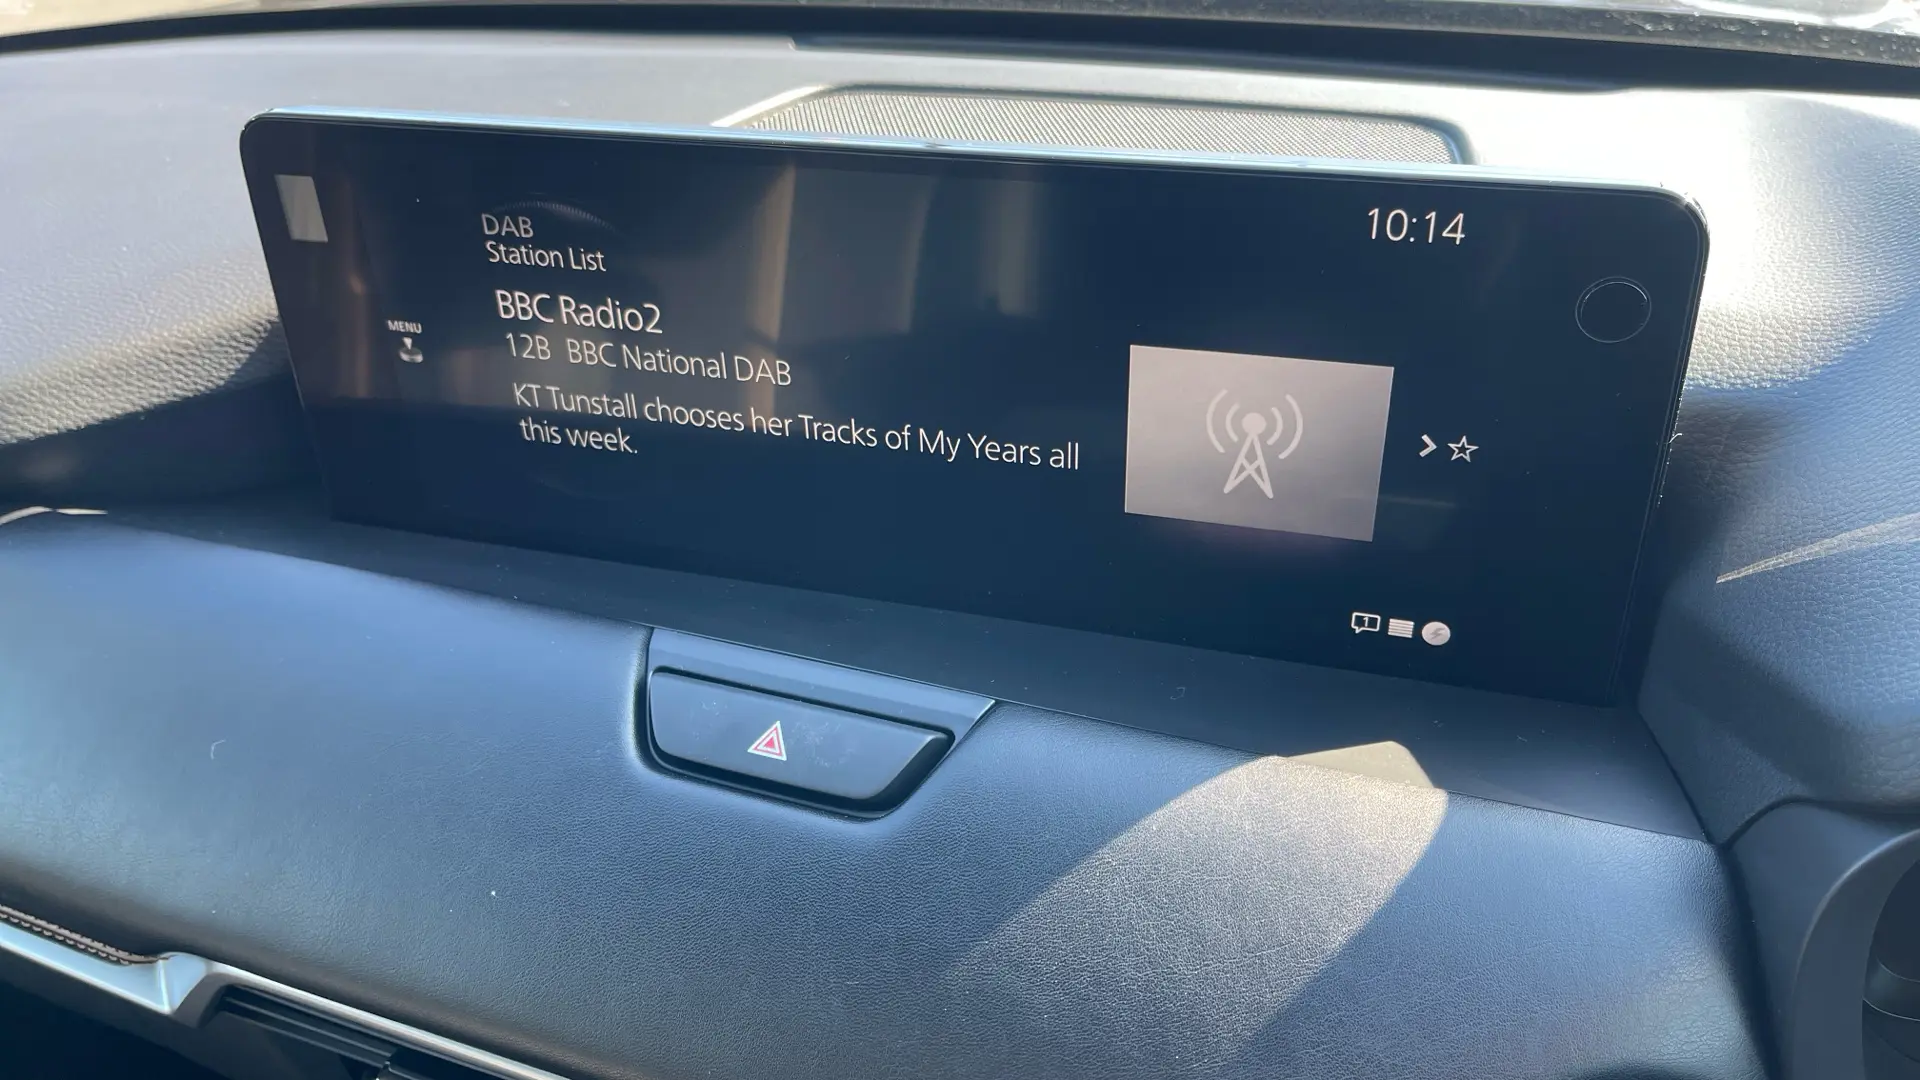 DAB
Station List
10:14
BBC Radio2
MENU
12B BBC National DAB
KT Tunstall chooses her Tracks of My Years all
this week.
1